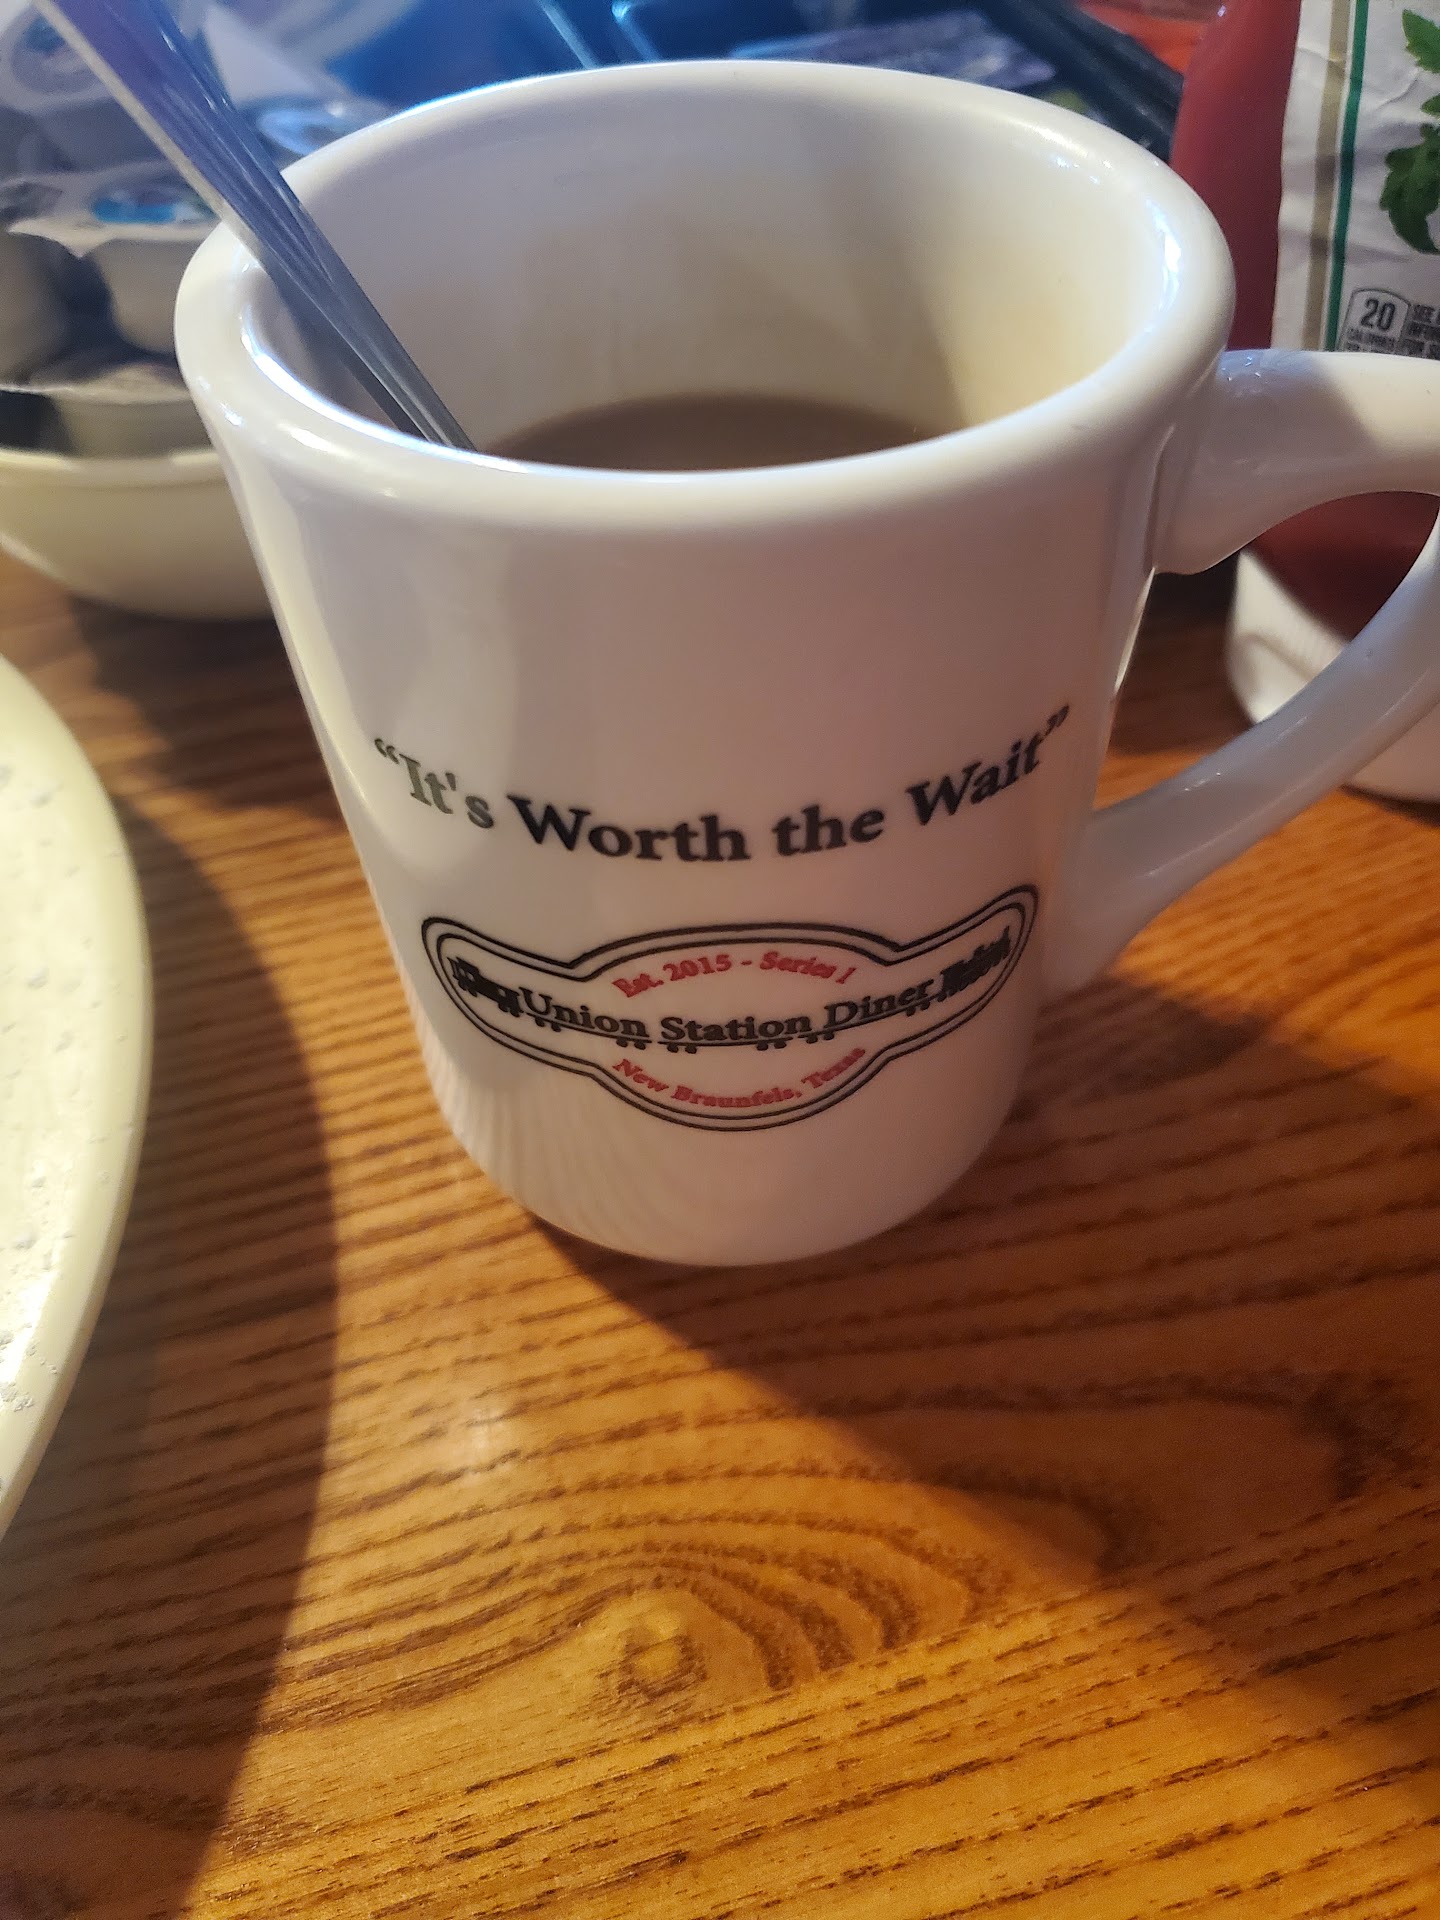 “It's Worth the Wait”
Est. 2015 - Series 1
Union Station Diner
New Braunfels, Texas
20